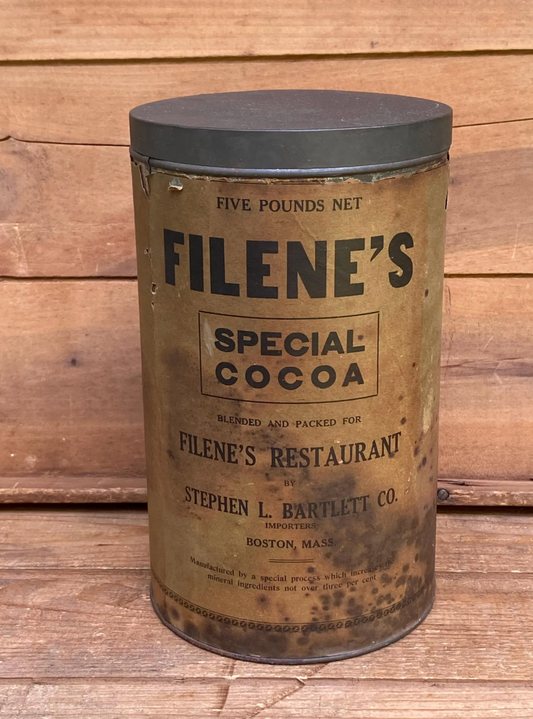 FIVE POUNDS NET
FILENE'S
SPECIAL
COCOA
BLENDED AND PACKED FOR
FILENE'S RESTAURANT
BY
STEPHEN L. BARTLETT CO.
IMPORTERS
BOSTON, MASS.
Manufactured by a special process which increases
mineral ingredients not over three per cent